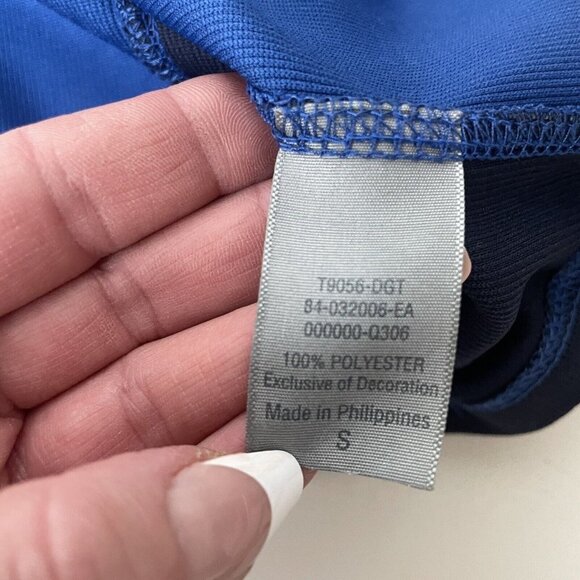 T9056-DGT
84-032006-EA
000000-Q306
100% POLYESTER
Exclusive of Decoration
Made in Philippines
S